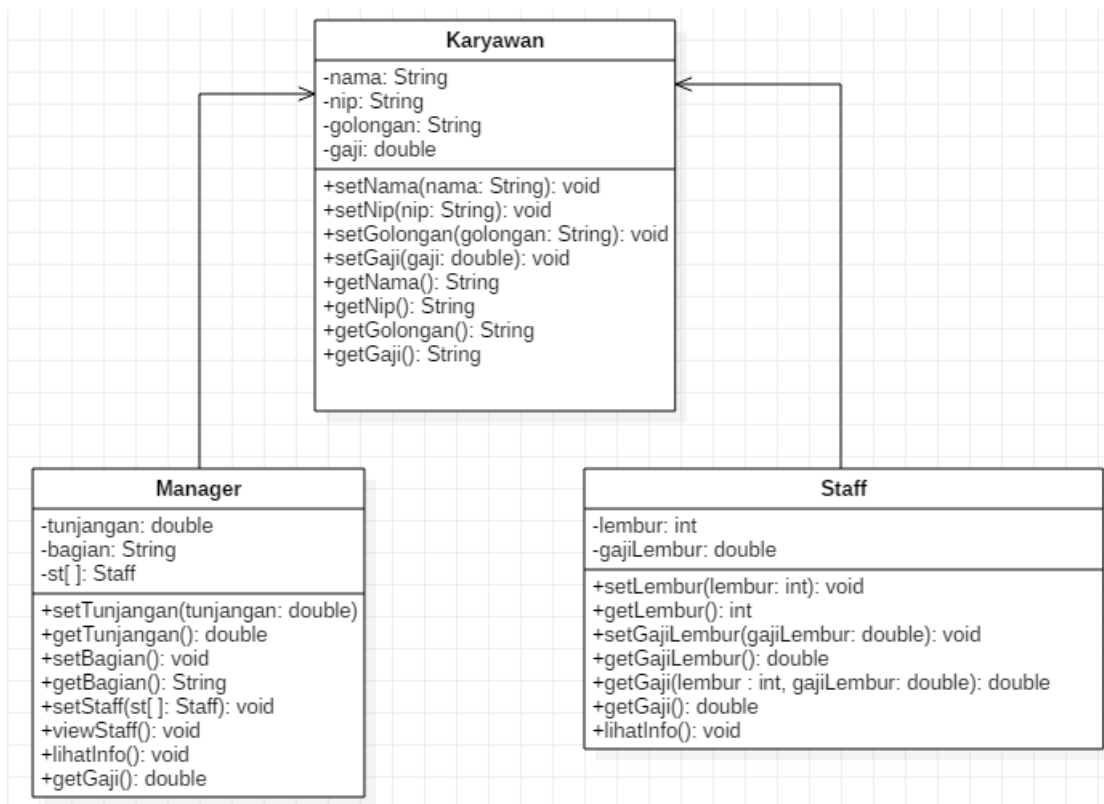 Karyawan
-nama: String
-nip: String
-golongan: String
-gaji: double
+setNama(nama: String): void
+setNip(nip: String): void
+setGolongan(golongan: String): void
+setGaji(gaji: double): void
+getNama(): String
+getNip(): String
+getGolongan(): String
+getGaji(): String
Manager
-tunjangan: double
-bagian: String
-st[ ]: Staff
+setTunjangan(tunjangan: double)
+getTunjangan(): double
+setBagian(): void
+getBagian(): String
+setStaff(st[ ]: Staff): void
+viewStaff(): void
+lihatInfo(): void
+getGaji(): double
Staff
-lembur: int
-gajiLembur: double
+setLembur(lembur: int): void
+getLembur(): int
+setGajiLembur(gajiLembur: double): void
+getGajiLembur(): double
+getGaji(lembur : int, gajiLembur: double): double
+getGaji(): double
+lihatInfo(): void